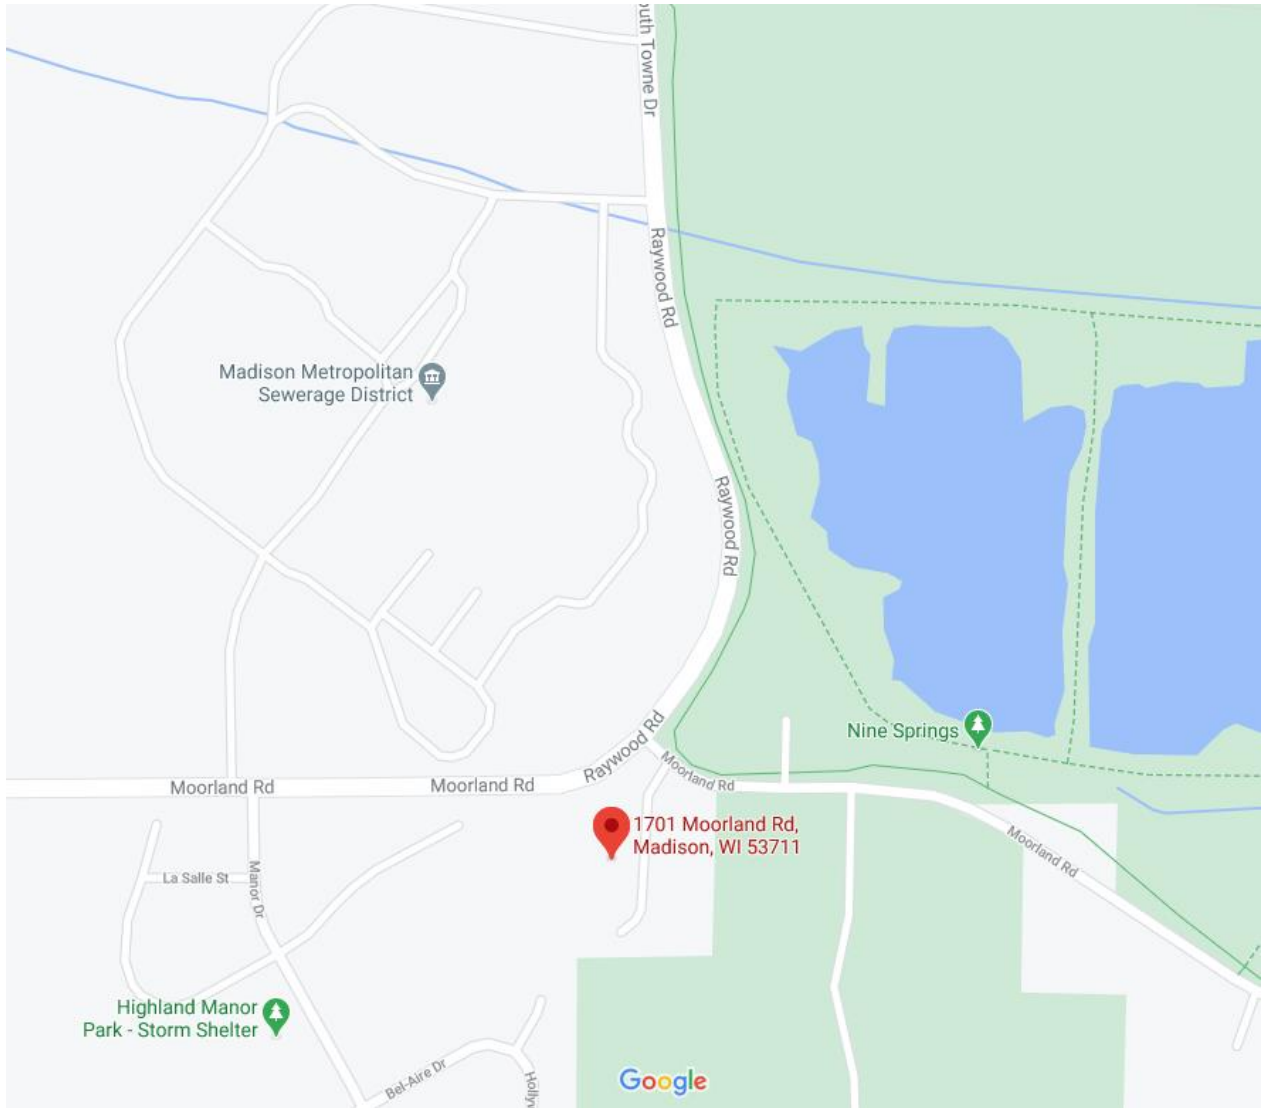 outh Towne Dr
Raywood Rd
Madison Metropolitan
Sewerage District
Raywood Rd
Raywood Rd
Nine Springs
Moorland Rd
Moorland Rd
Moorland Rd
1701 Moorland Rd,
Madison, WI 53711
Moorland Rd
La Salle St
Manor Dr
Highland Manor
Park - Storm Shelter
Bel-Aire Dr
Hollyw
Google